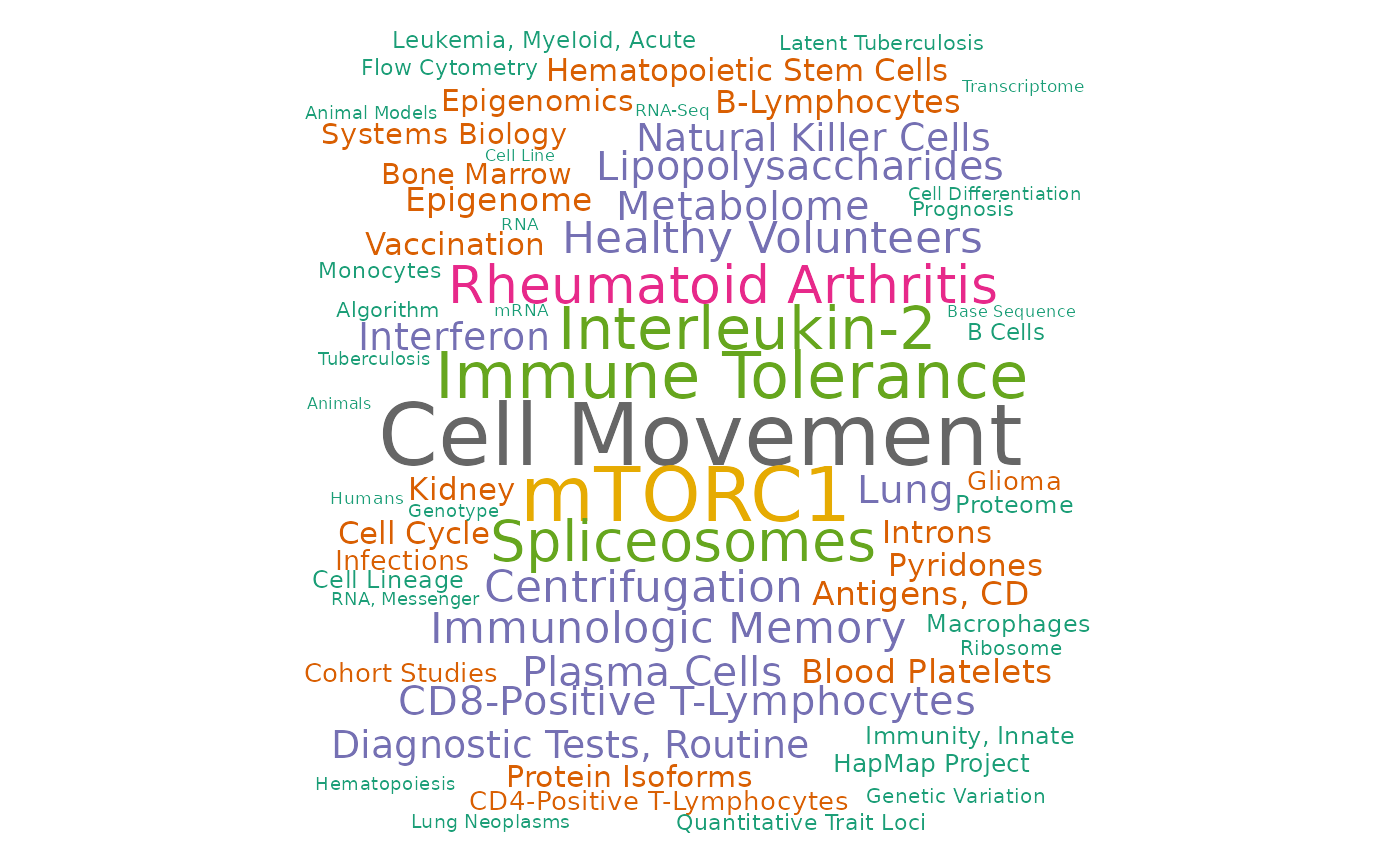 Leukemia, Myeloid, Acute
Latent Tuberculosis
Flow Cytometry
Hematopoietic Stem Cells
Transcriptome
Epigenomics
RNA-Seq
B-Lymphocytes
Animal Models
Systems Biology
Natural Killer Cells
Cell Line
Lipopolysaccharides
Bone Marrow
Cell Differentiation
Epigenome
Metabolome
Prognosis
RNA
Vaccination
Healthy Volunteers
Monocytes
Rheumatoid Arthritis
Algorithm
mRNA
Base Sequence
Interferon
Interleukin-2
B Cells
Tuberculosis
Immune Tolerance
Animals
Cell Movement
Kidney
mTORC1
Lung
Glioma
Humans
Proteome
Genotype
Cell Cycle
Spliceosomes
Introns
Infections
Pyridones
Cell Lineage
Centrifugation
Antigens, CD
RNA, Messenger
Immunologic Memory
Macrophages
Ribosome
Cohort Studies
Plasma Cells
Blood Platelets
CD8-Positive T-Lymphocytes
Diagnostic Tests, Routine
Immunity, Innate
HapMap Project
Hematopoiesis
Protein Isoforms
CD4-Positive T-Lymphocytes
Genetic Variation
Lung Neoplasms
Quantitative Trait Loci